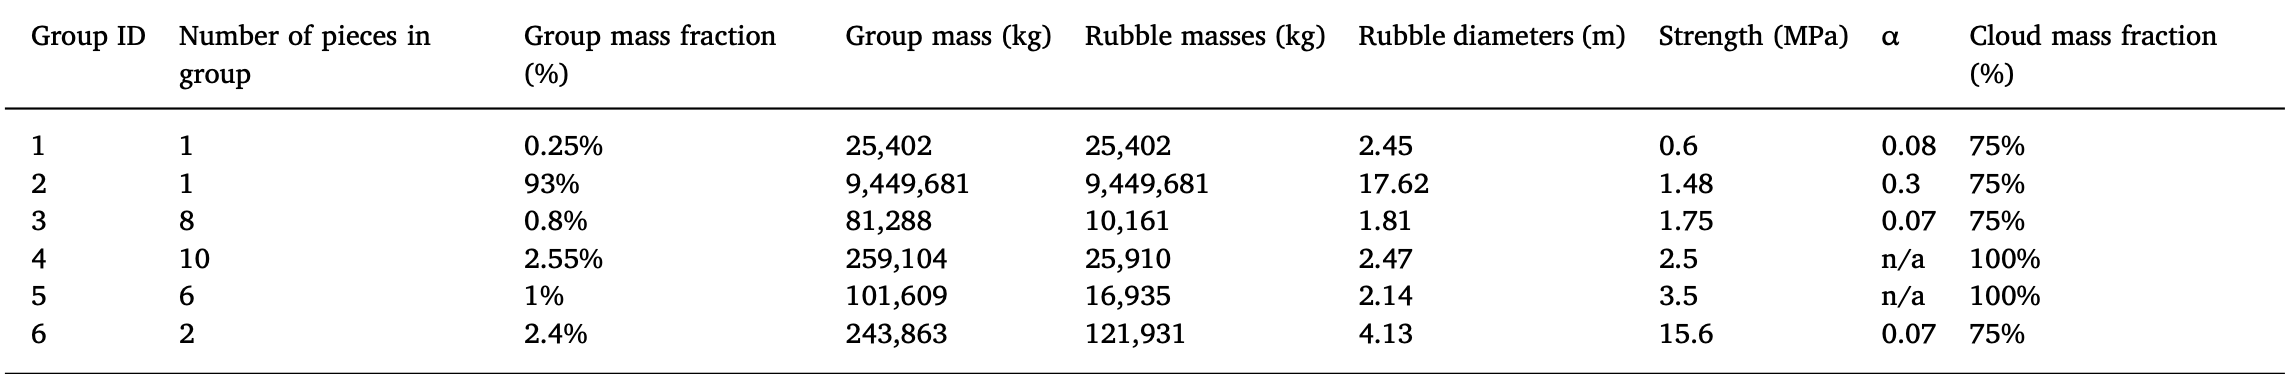 Group ID Number of pieces in group Group mass fraction (%) Group mass (kg) Rubble masses (kg) Rubble diameters (m) Strength (MPa) α Cloud mass fraction (%)
1 1 0.25% 25,402 25,402 2.45 0.6 0.08 75%
2 1 93% 9,449,681 9,449,681 17.62 1.48 0.3 75%
3 8 0.8% 81,288 10,161 1.81 1.75 0.07 75%
4 10 2.55% 259,104 25,910 2.47 2.5 n/a 100%
5 6 1% 101,609 16,935 2.14 3.5 n/a 100%
6 2 2.4% 243,863 121,931 4.13 15.6 0.07 75%